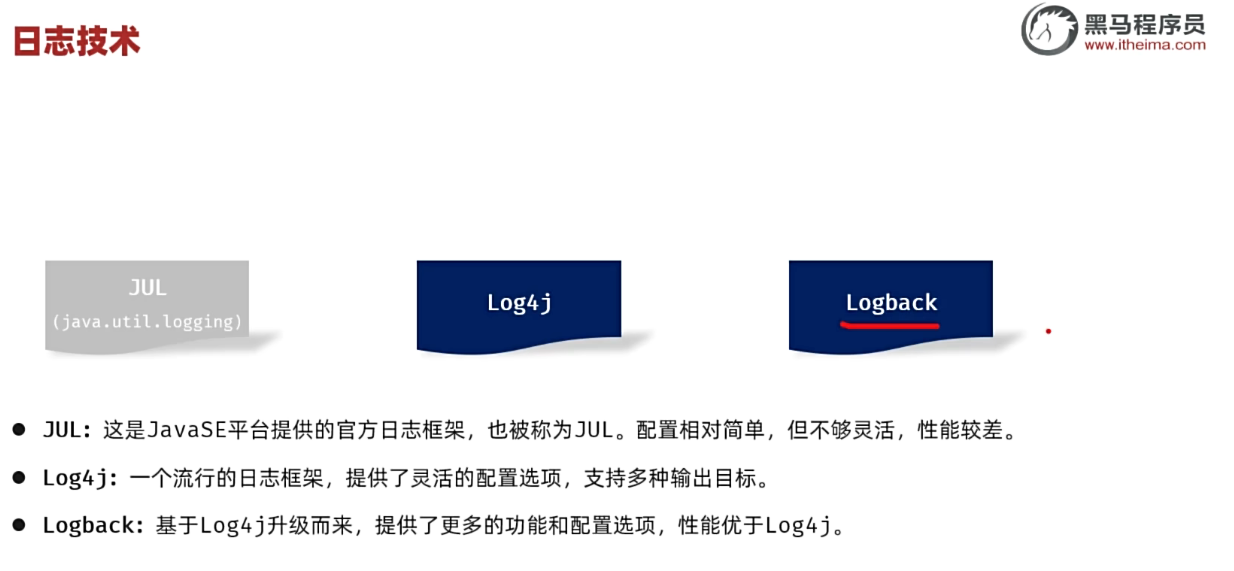 日志技术
黑马程序员
www.itheima.com
JUL
(java.util.logging)
Log4j
Logback
JUL: 这是JavaSE平台提供的官方日志框架，也被称为JUL。配置相对简单，但不够灵活，性能较差。
Log4j: 一个流行的日志框架，提供了灵活的配置选项，支持多种输出目标。
Logback: 基于Log4j升级而来，提供了更多的功能和配置选项，性能优于Log4j。